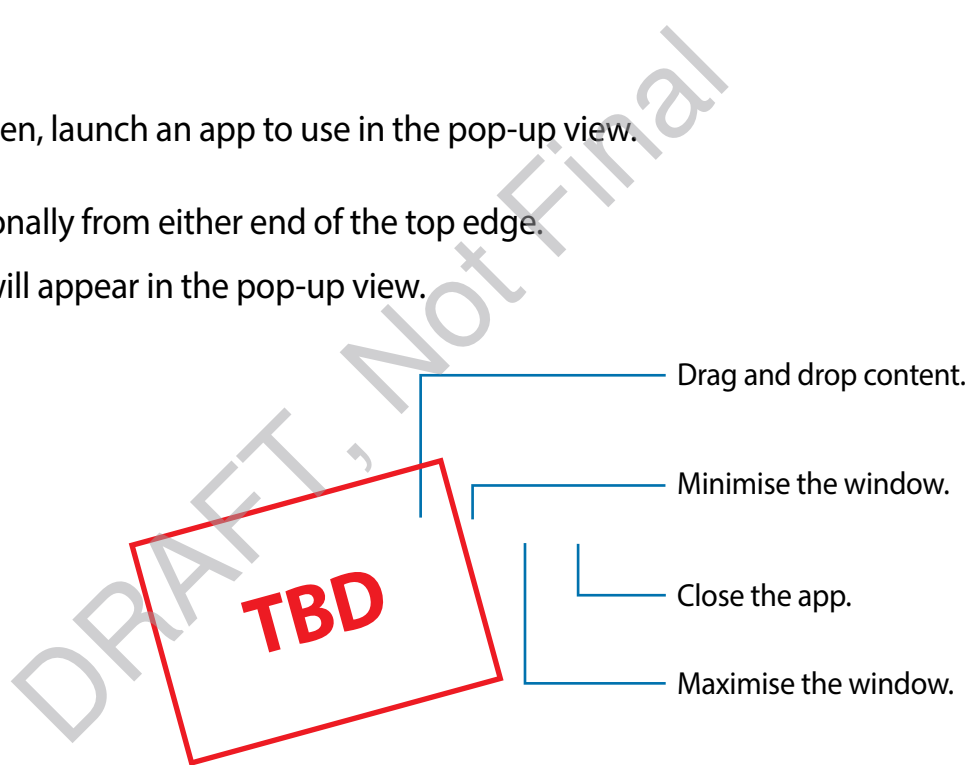 en, launch an app to use in the pop-up view.
onally from either end of the top edge.
will appear in the pop-up view.
Drag and drop content.
Minimise the window.
TBD
Close the app.
Maximise the window.
DRAFT, Not Final